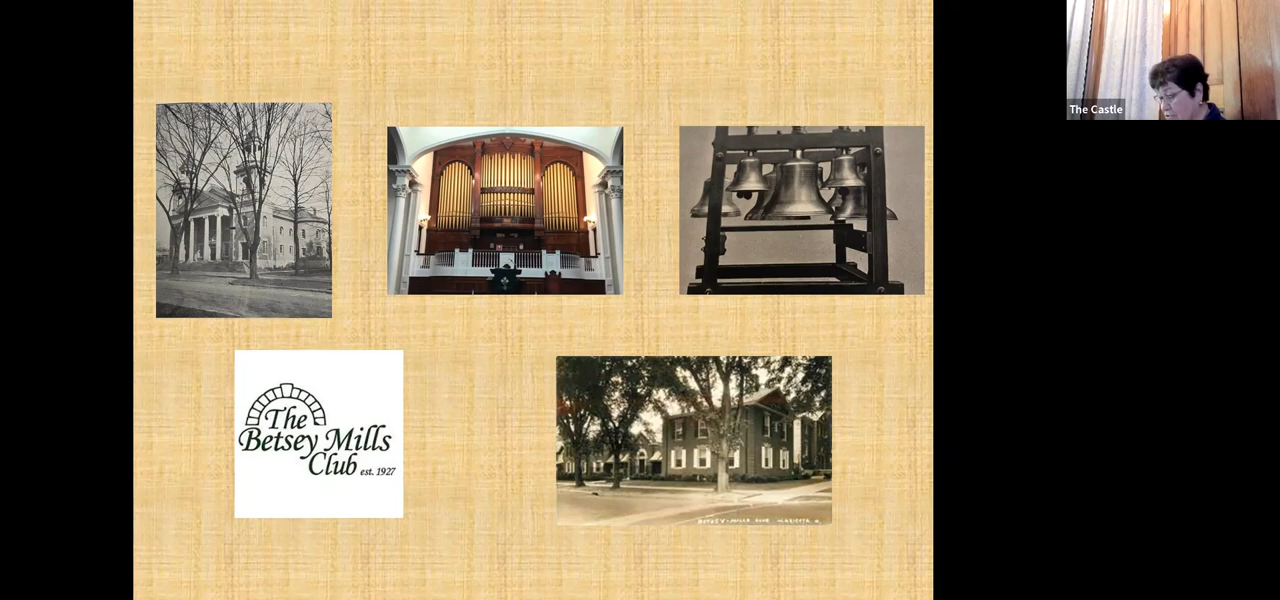 The Castle
The
Betsey Mills
Club est. 1927
BETSEY MILLS CLUB MARIETTA O.